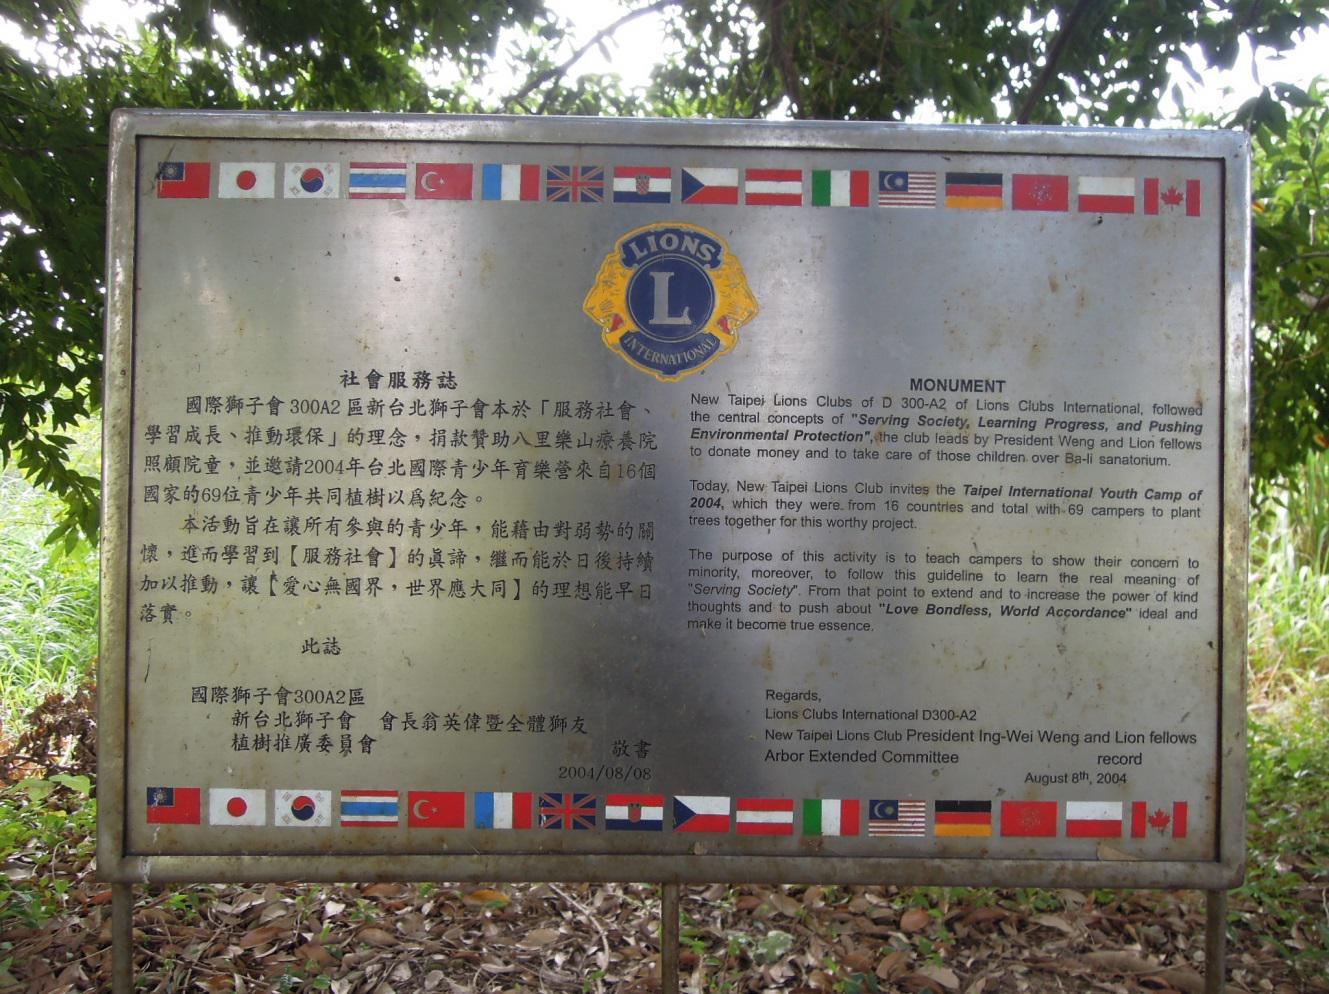 LIONS
L
INTERNATIONAL
社會服務誌
國際獅子會300A2區新台北獅子會本於「服務社會、
學習成長、推動環保」的理念，捐款贊助八里樂山療養院
照顧院童，並邀請2004年台北國際青少年育樂營來自16個
國家的69位青少年共同植樹以爲紀念。
本活動旨在讓所有參與的青少年，能藉由對弱勢的關
懷，進而學習到【服務社會】的眞諦，繼而能於日後持續
加以推動，讓【愛心無國界，世界應大同】的理想能早日
落實。
此誌
國際獅子會300A2區
新台北獅子會 會長翁英偉暨全體獅友
植樹推廣委員會
敬書
2004/08/08
MONUMENT
New Taipei Lions Clubs of D 300-A2 of Lions Clubs International, followed
the central concepts of "Serving Society, Learning Progress, and Pushing
Environmental Protection", the club leads by President Weng and Lion fellows
to donate money and to take care of those children over Ba-li sanatorium.
Today, New Taipei Lions Club invites the Taipei International Youth Camp of
2004, which they were from 16 countries and total with 69 campers to plant
trees together for this worthy project.
The purpose of this activity is to teach campers to show their concern to
minority, moreover, to follow this guideline to learn the real meaning of
"Serving Society". From that point to extend and to increase the power of kind
thoughts and to push about "Love Bondless, World Accordance" ideal and
make it become true essence.
Regards,
Lions Clubs International D300-A2
New Taipei Lions Club President Ing-Wei Weng and Lion fellows
Arbor Extended Committee record
August 8th, 2004